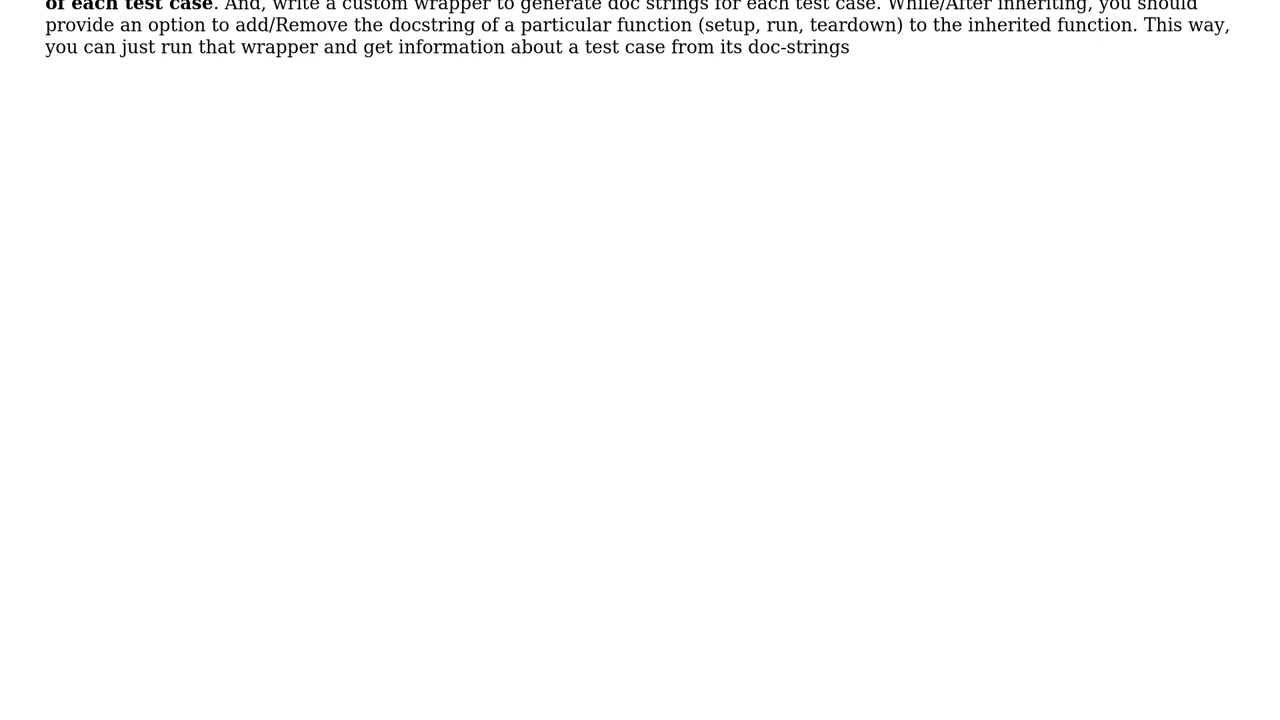 of each test case. And, write a custom wrapper to generate doc strings for each test case. While/After inheriting, you should
provide an option to add/Remove the docstring of a particular function (setup, run, teardown) to the inherited function. This way,
you can just run that wrapper and get information about a test case from its doc-strings